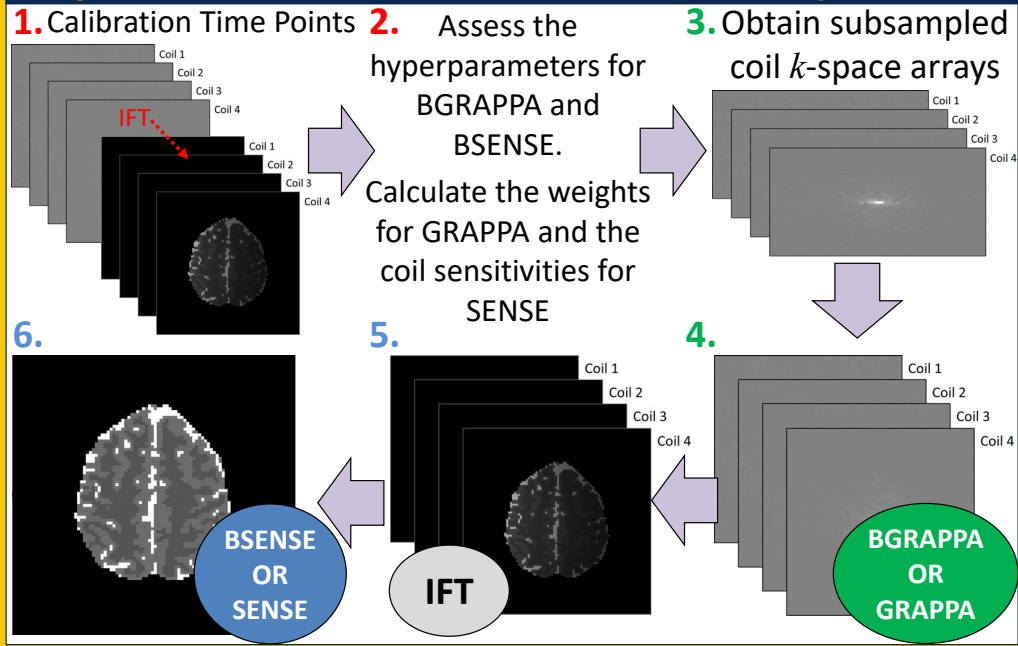 1. Calibration Time Points
Coil 1
Coil 2
Coil 3
Coil 4
IFT
Coil 1
Coil 2
Coil 3
Coil 4
2. Assess the
hyperparameters for
BGRAPPA and
BSENSE.
Calculate the weights
for GRAPPA and the
coil sensitivities for
SENSE
3. Obtain subsampled
coil k-space arrays
Coil 1
Coil 2
Coil 3
Coil 4
4.
Coil 1
Coil 2
Coil 3
Coil 4
BGRAPPA
OR
GRAPPA
5.
Coil 1
Coil 2
Coil 3
Coil 4
IFT
6.
BSENSE
OR
SENSE